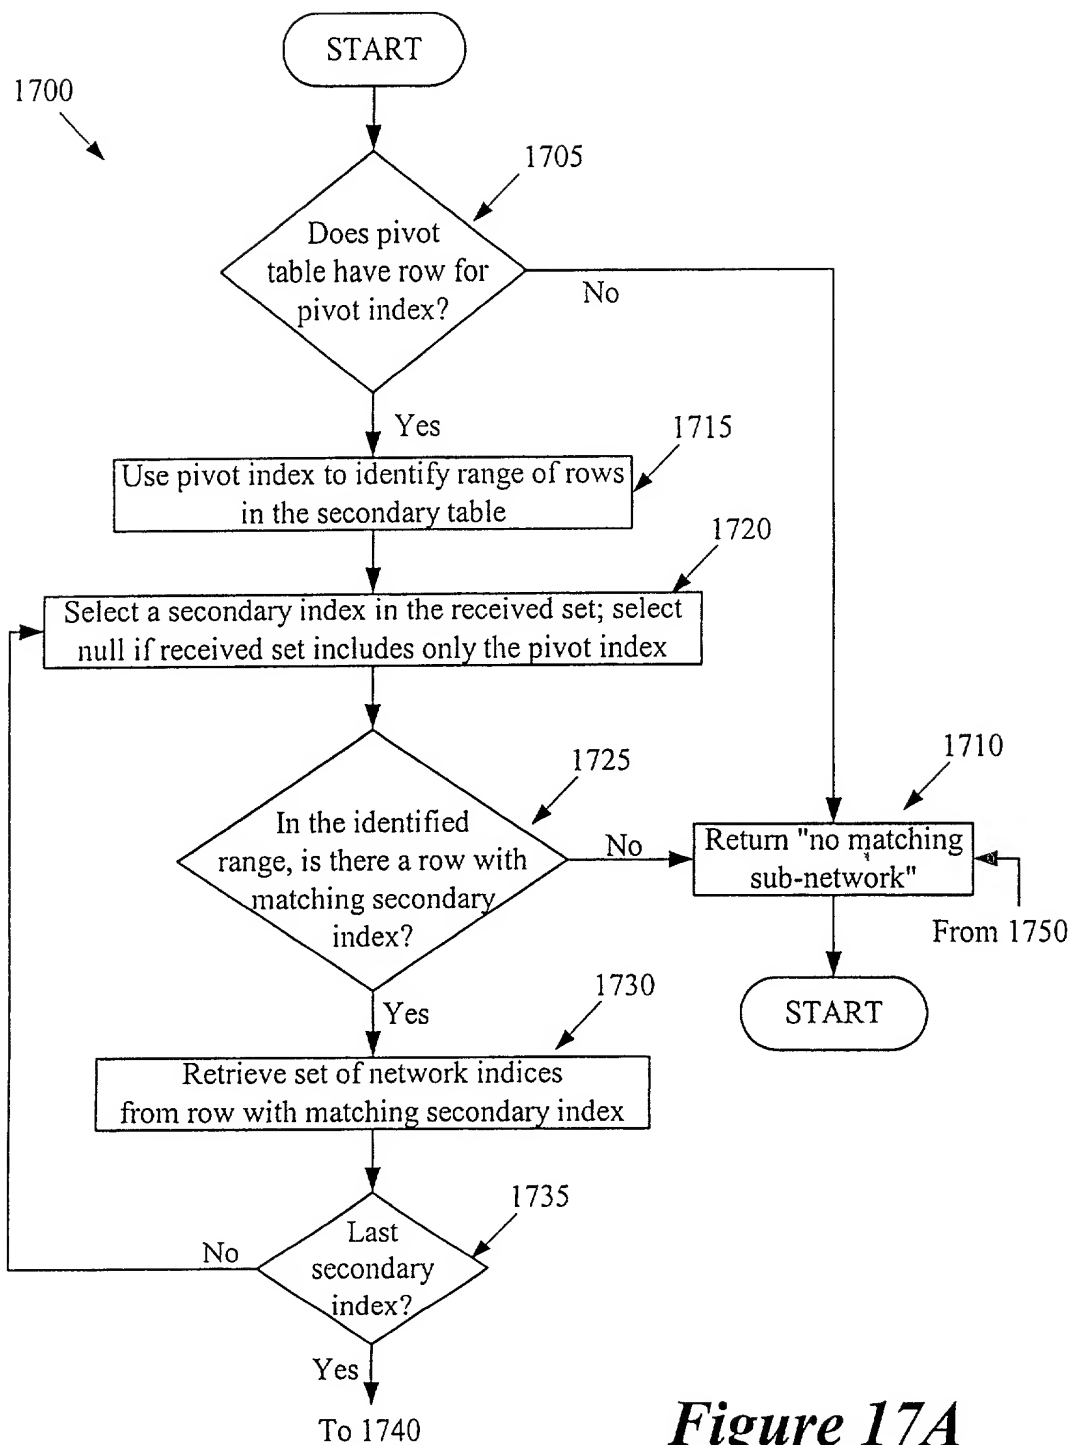 START
1700
1705
Does pivot
table have row for
pivot index?
No
Yes
1715
Use pivot index to identify range of rows
in the secondary table
1720
Select a secondary index in the received set; select
null if received set includes only the pivot index
1725
1710
In the identified
range, is there a row with
matching secondary
index?
No
Return "no matching
sub-network"
From 1750
START
Yes
1730
Retrieve set of network indices
from row with matching secondary index
1735
Last
secondary
index?
No
Yes
To 1740
Figure 17A